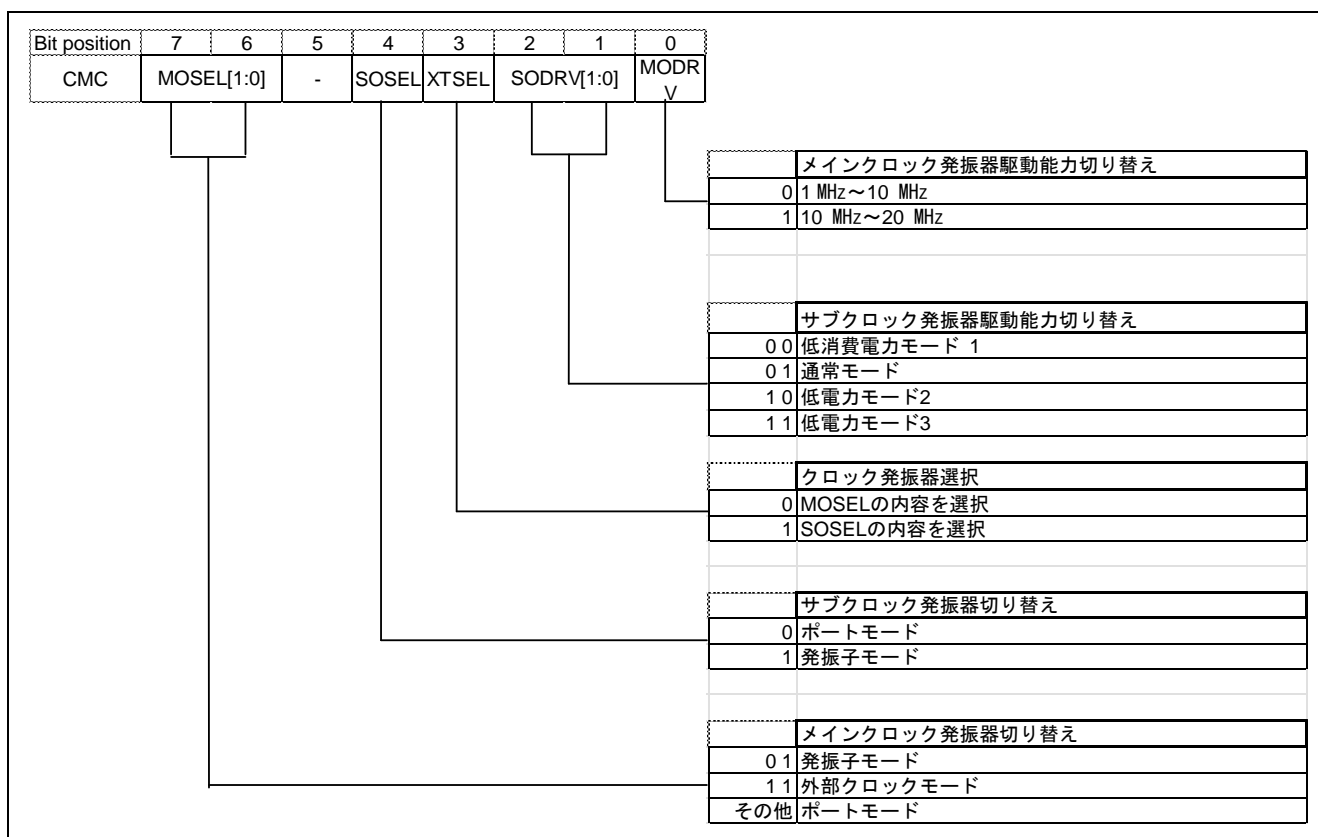 Bit position 7 6 5 4 3 2 1 0
CMC MOSEL[1:0] - SOSEL XTSEL SODRV[1:0] MODR
V
メインクロック発振器駆動能力切り替え
0 1 MHz～10 MHz
1 10 MHz～20 MHz
サブクロック発振器駆動能力切り替え
0 0 低消費電力モード 1
0 1 通常モード
1 0 低電力モード2
1 1 低電力モード3
クロック発振器選択
0 MOSELの内容を選択
1 SOSELの内容を選択
サブクロック発振器切り替え
0 ポートモード
1 発振子モード
メインクロック発振器切り替え
0 1 発振子モード
1 1 外部クロックモード
その他 ポートモード